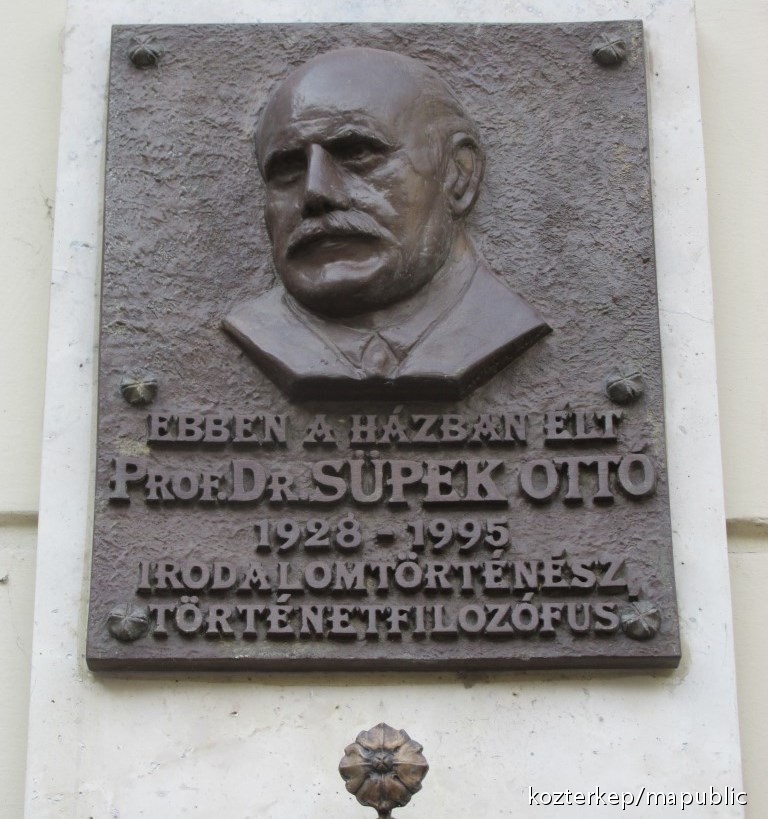 EBBEN A HÁZBAN ÉLT
PROF. DR. SÜPEK OTTÓ
1928 - 1995
IRODALOMTÖRTÉNÉSZ,
TÖRTÉNETFILOZÓFUS
kozterkep/mapublic